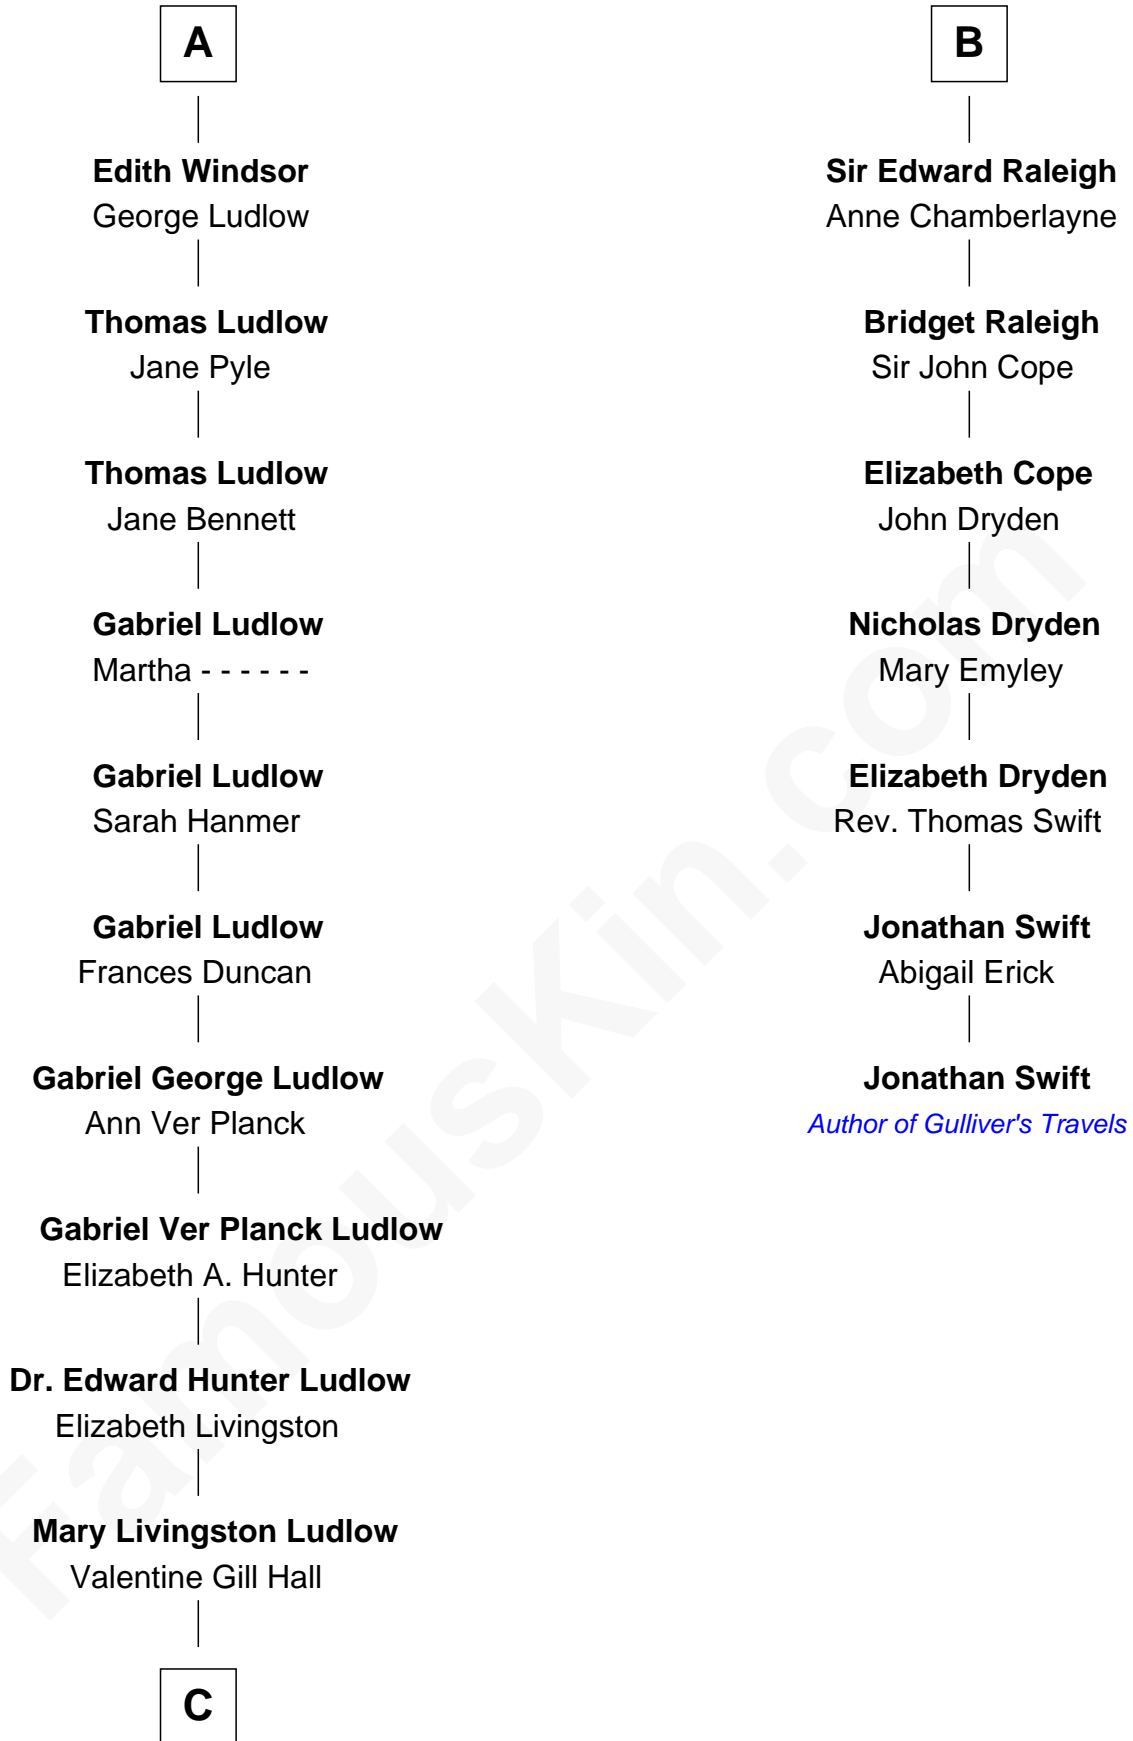 A
Edith Windsor
George Ludlow
Thomas Ludlow
Jane Pyle
Thomas Ludlow
Jane Bennett
Gabriel Ludlow
Martha - - - - - -
Gabriel Ludlow
Sarah Hanmer
Gabriel Ludlow
Frances Duncan
Gabriel George Ludlow
Ann Ver Planck
Gabriel Ver Planck Ludlow
Elizabeth A. Hunter
Dr. Edward Hunter Ludlow
Elizabeth Livingston
Mary Livingston Ludlow
Valentine Gill Hall
C
B
Sir Edward Raleigh
Anne Chamberlayne
Bridget Raleigh
Sir John Cope
Elizabeth Cope
John Dryden
Nicholas Dryden
Mary Emyley
Elizabeth Dryden
Rev. Thomas Swift
Jonathan Swift
Abigail Erick
Jonathan Swift
Author of Gulliver's Travels
FamousKin.com